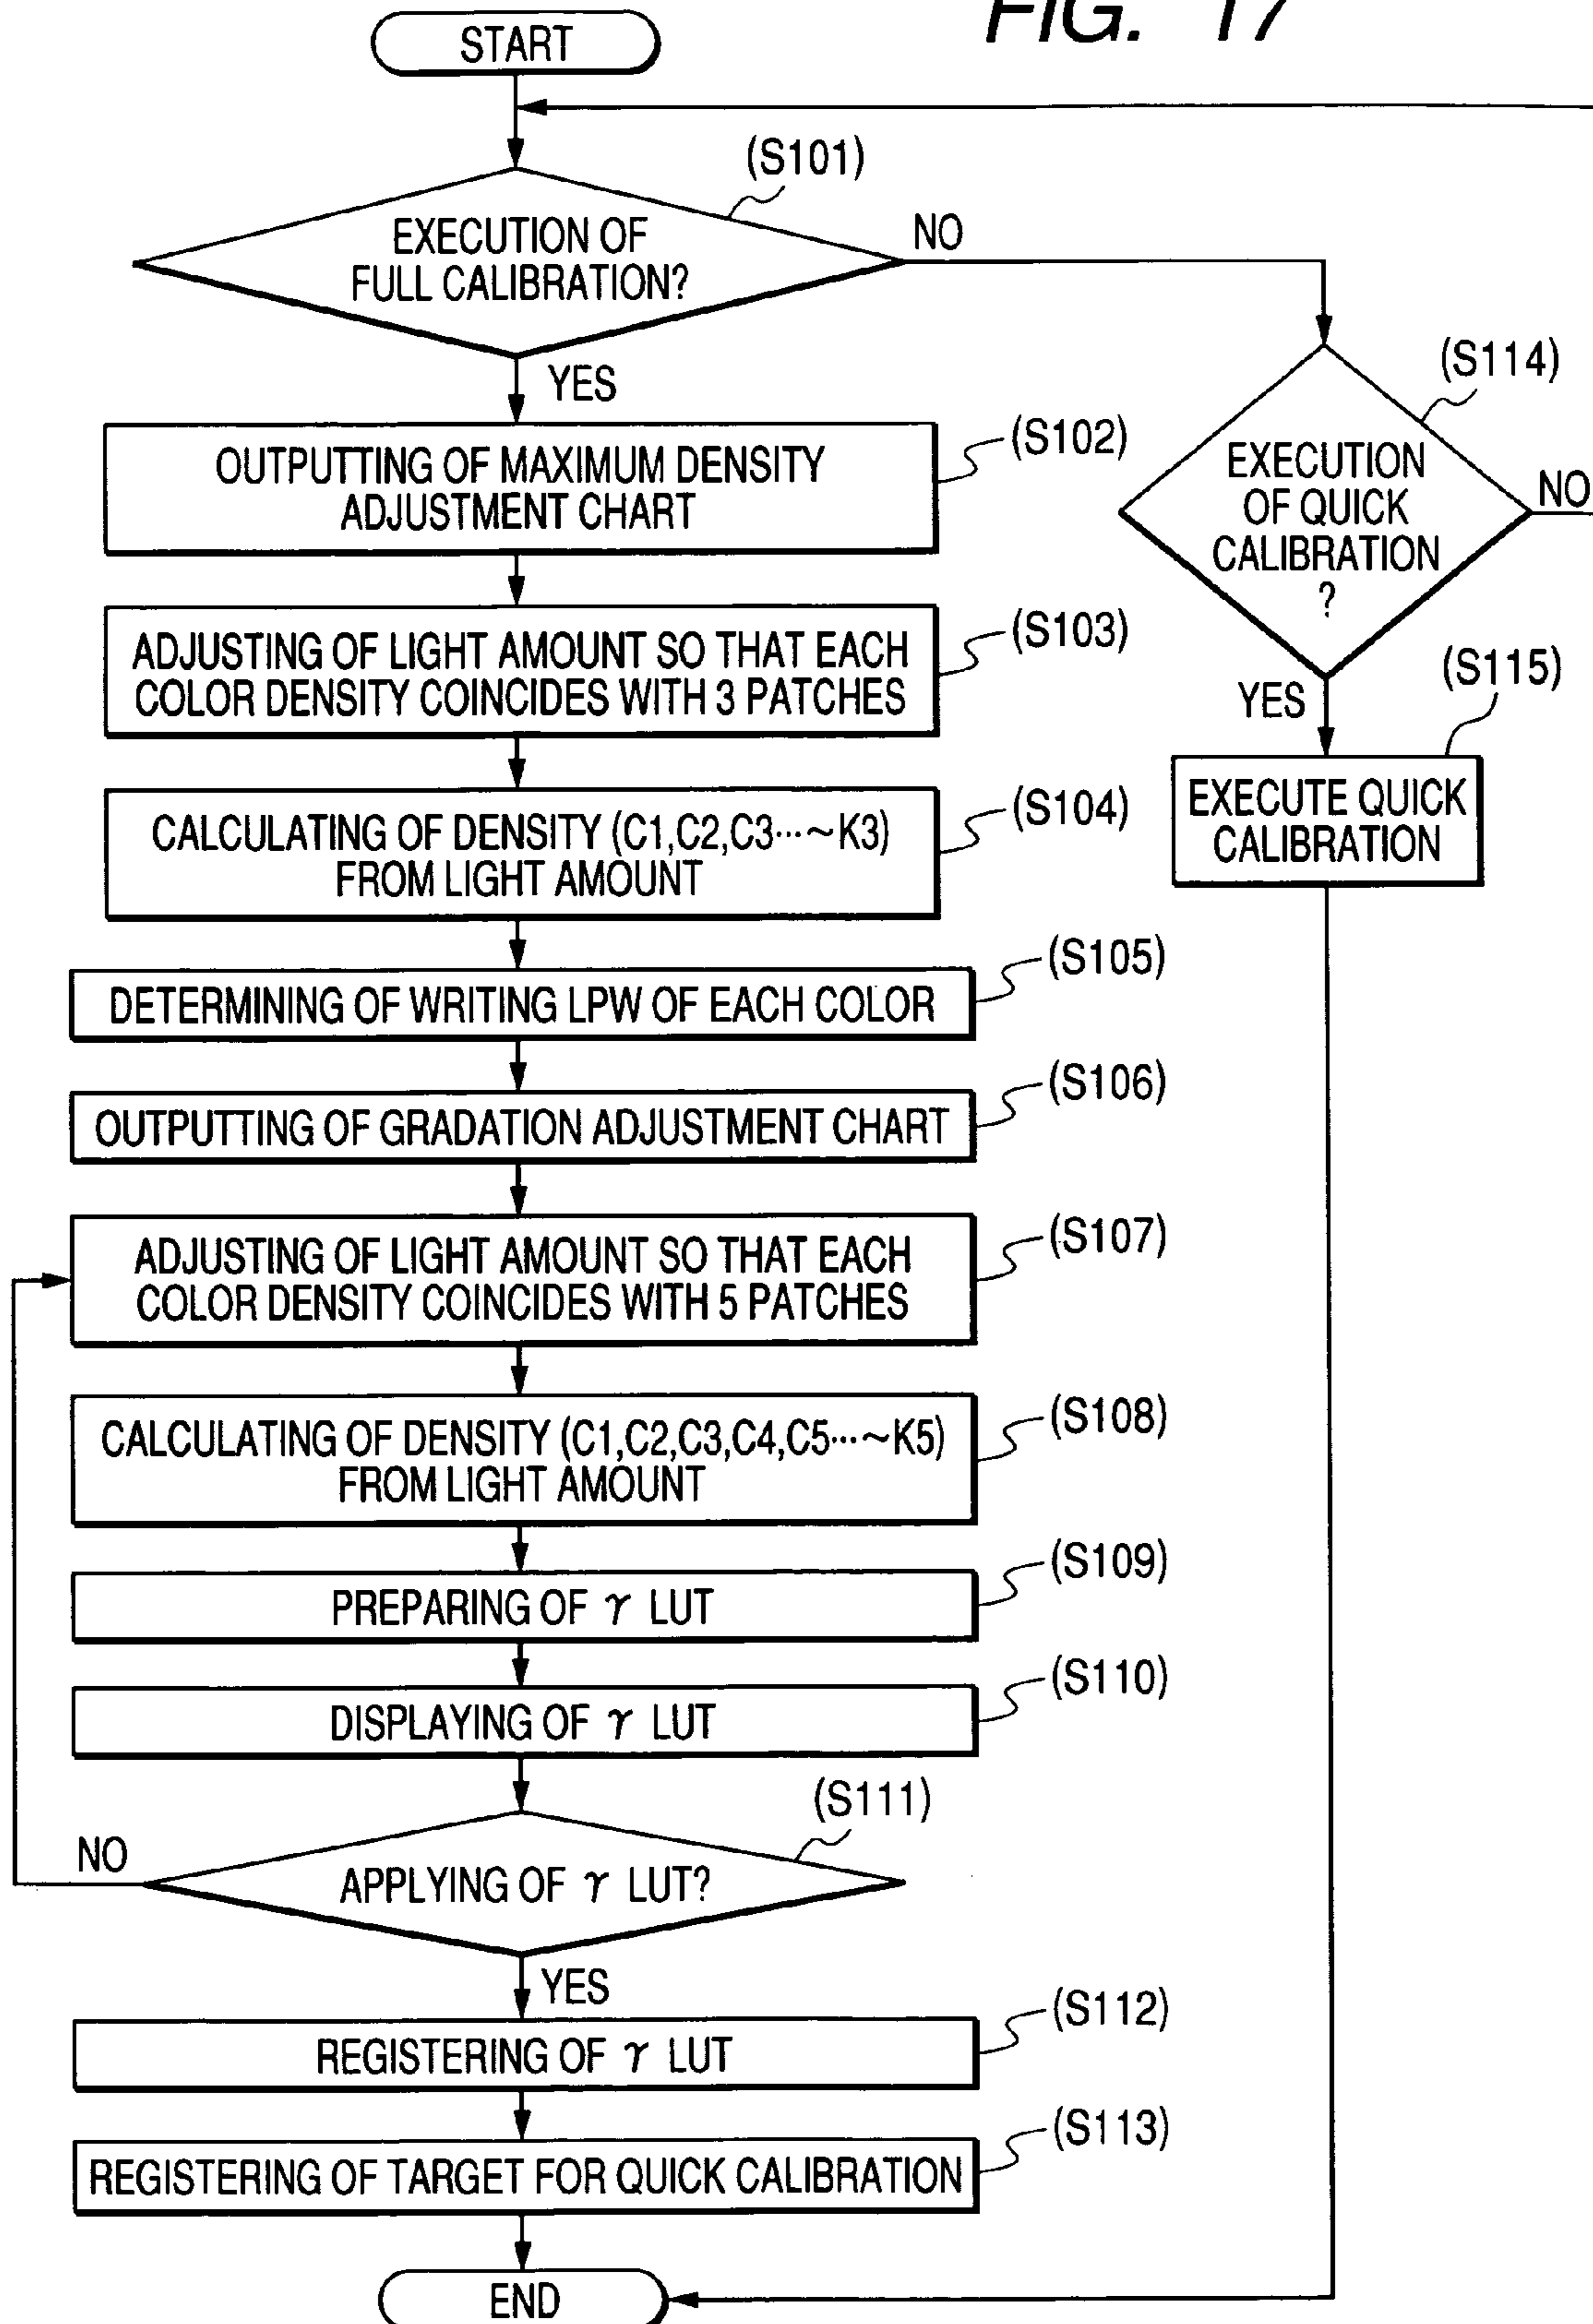 FIG. 17
START
(S101)
EXECUTION OF
FULL CALIBRATION?
NO
YES
(S114)
EXECUTION
OF QUICK
CALIBRATION
?
NO
YES
(S115)
EXECUTE QUICK
CALIBRATION
(S102)
OUTPUTTING OF MAXIMUM DENSITY
ADJUSTMENT CHART
(S103)
ADJUSTING OF LIGHT AMOUNT SO THAT EACH
COLOR DENSITY COINCIDES WITH 3 PATCHES
(S104)
CALCULATING OF DENSITY (C1,C2,C3···~K3)
FROM LIGHT AMOUNT
(S105)
DETERMINING OF WRITING LPW OF EACH COLOR
(S106)
OUTPUTTING OF GRADATION ADJUSTMENT CHART
(S107)
ADJUSTING OF LIGHT AMOUNT SO THAT EACH
COLOR DENSITY COINCIDES WITH 5 PATCHES
(S108)
CALCULATING OF DENSITY (C1,C2,C3,C4,C5···~K5)
FROM LIGHT AMOUNT
(S109)
PREPARING OF γ LUT
(S110)
DISPLAYING OF γ LUT
(S111)
NO
APPLYING OF γ LUT?
YES
(S112)
REGISTERING OF γ LUT
(S113)
REGISTERING OF TARGET FOR QUICK CALIBRATION
END